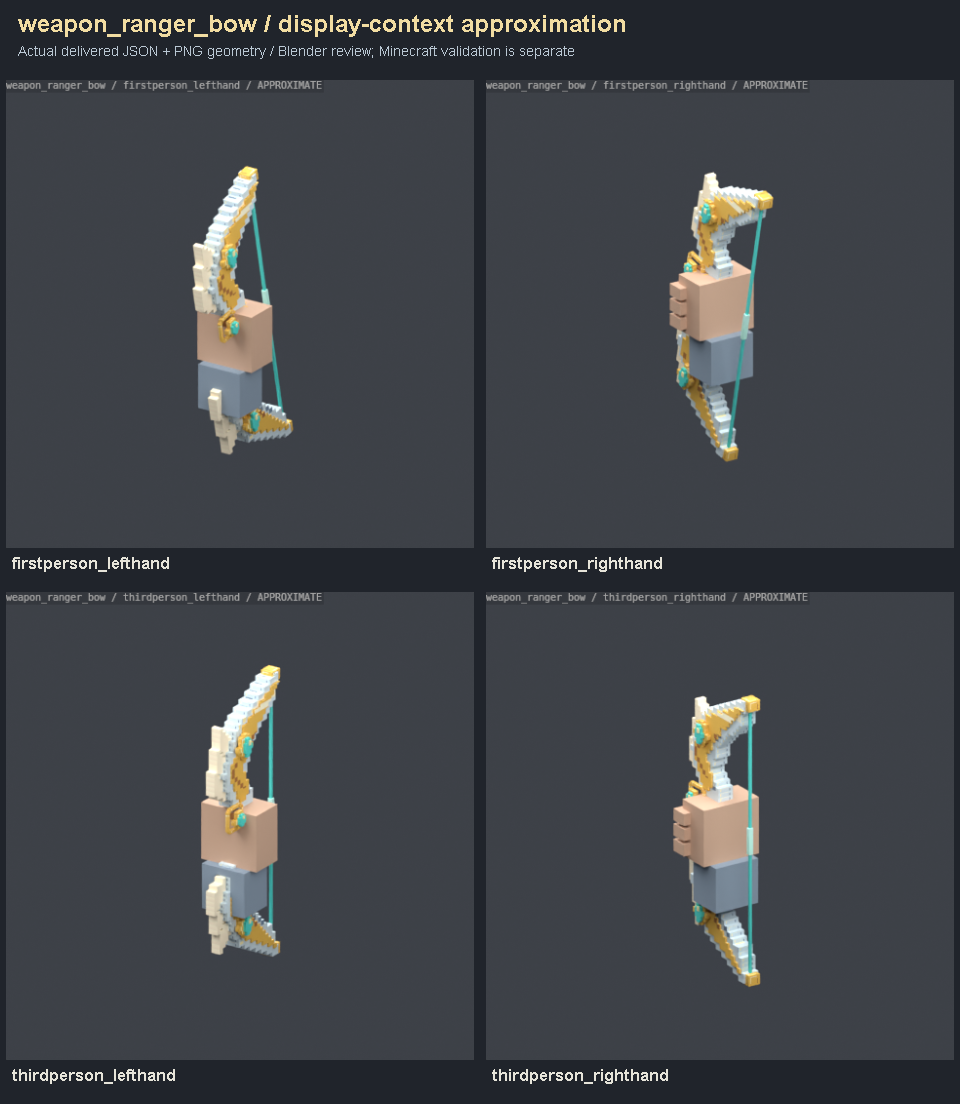 weapon_ranger_bow / display-context approximation
Actual delivered JSON + PNG geometry / Blender review; Minecraft validation is separate
weapon_ranger_bow / firstperson_lefthand / APPROXIMATE
weapon_ranger_bow / firstperson_righthand / APPROXIMATE
firstperson_lefthand
firstperson_righthand
weapon_ranger_bow / thirdperson_lefthand / APPROXIMATE
weapon_ranger_bow / thirdperson_righthand / APPROXIMATE
thirdperson_lefthand
thirdperson_righthand